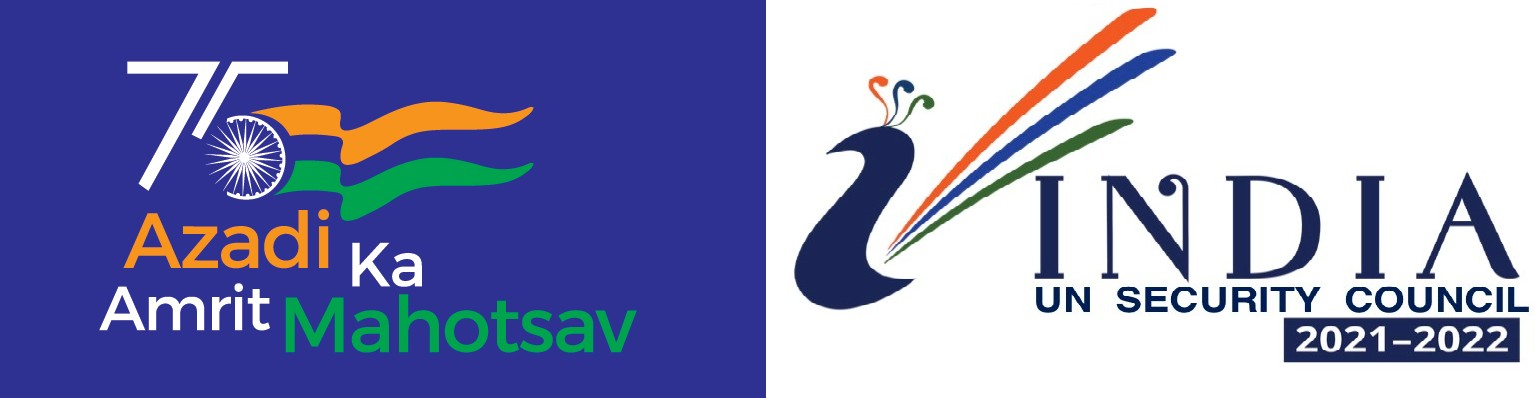 75
Azadi Ka
Amrit Mahotsav
INDIA
UN SECURITY COUNCIL
2021–2022